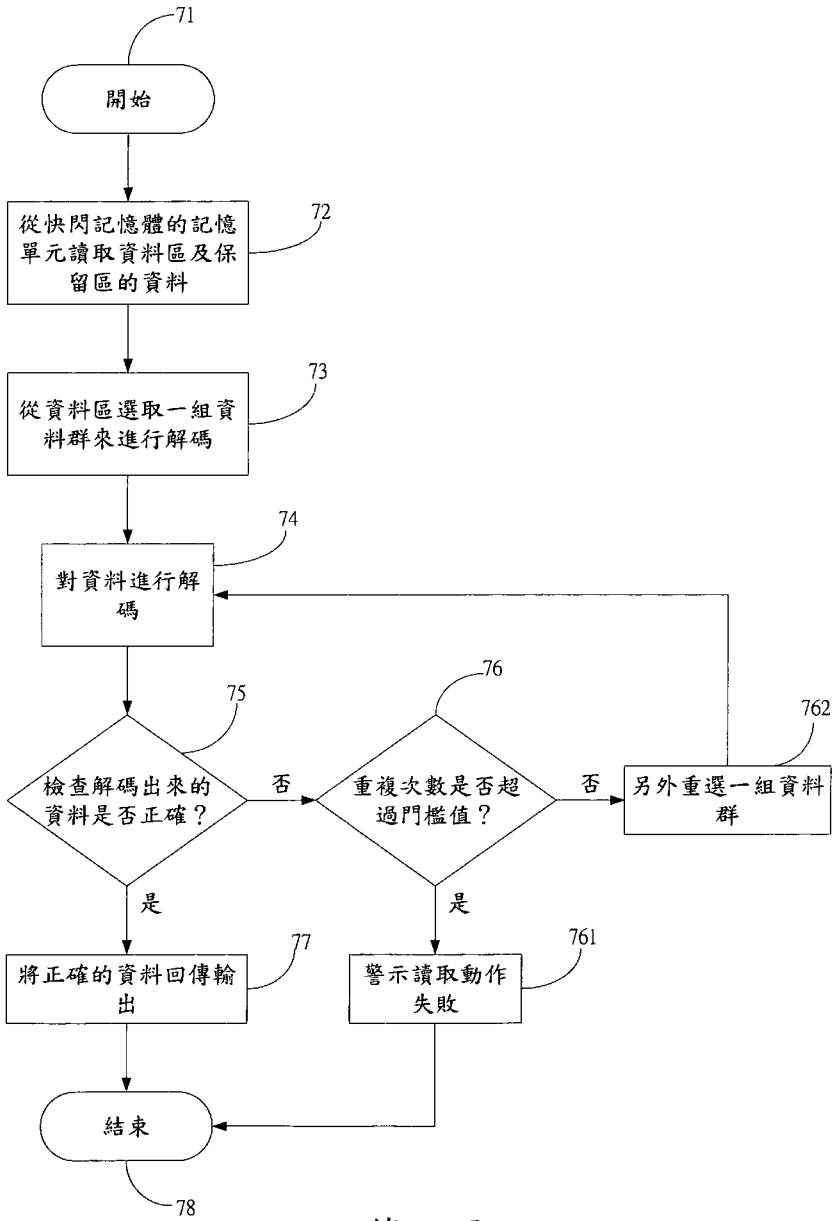 71
開始
72
從快閃記憶體的記
憶單元讀取資料區及保
留區的資料
73
從資料區選取一組資
料群來進行解碼
74
對資料進行解
碼
75
檢查解碼出來的
資料是否正確？
否
76
重複次數是否超
過門檻值？
否
762
另外重選一組資料
群
是
77
將正確的資料回傳輸
出
是
761
警示讀取動作
失敗
結束
78